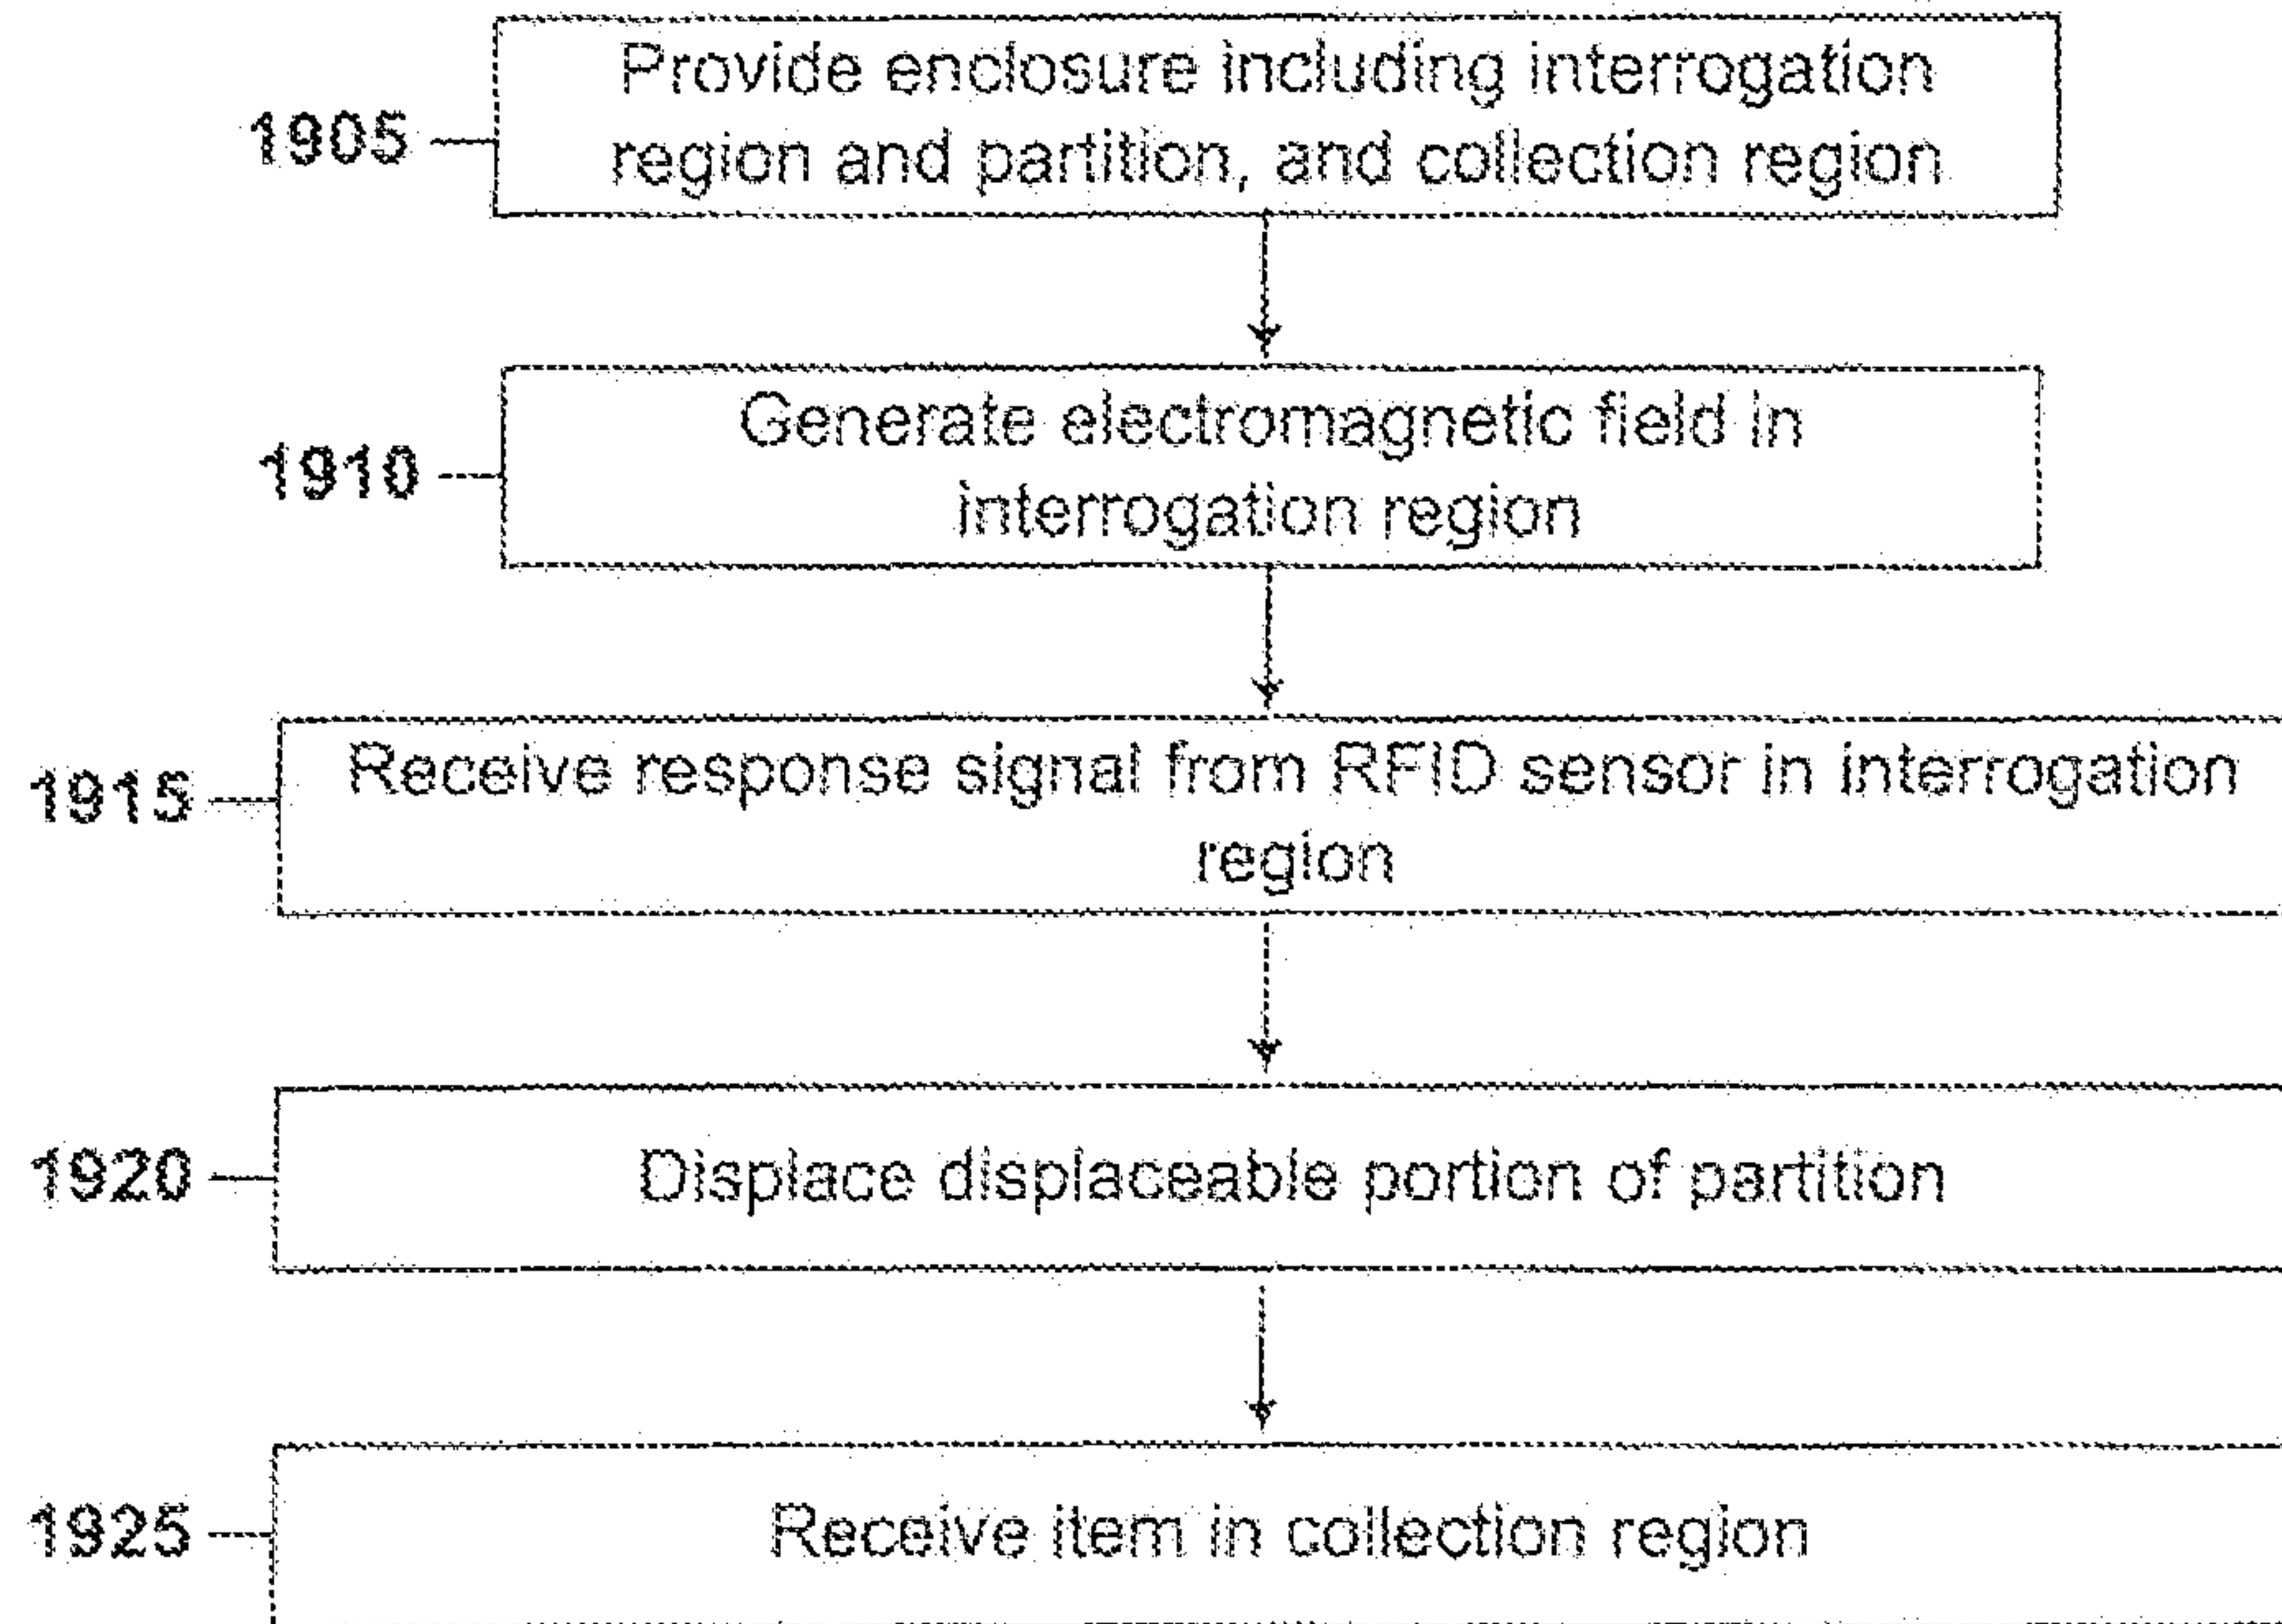 Provide enclosure including interrogation
1905
region and partition, and collection region
Generate electromagnetic field in
1910
interrogation region
Receive response signal from RFID sensor in interrogation
1915
region
1920 Displace displaceable portion of partition
1925 Receive item in collection region